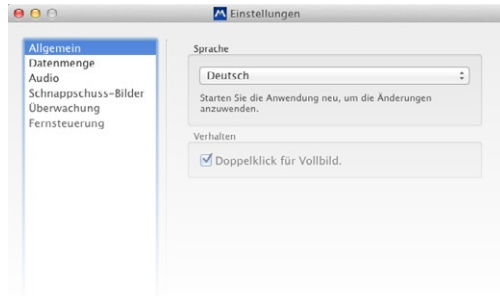 Einstellungen
Allgemein
Datenmenge
Audio
Schnappschuss-Bilder
Überwachung
Fernsteuerung
Sprache
Deutsch
Starten Sie die Anwendung neu, um die Änderungen
anzuwenden.
Verhalten
Doppelklick für Vollbild.